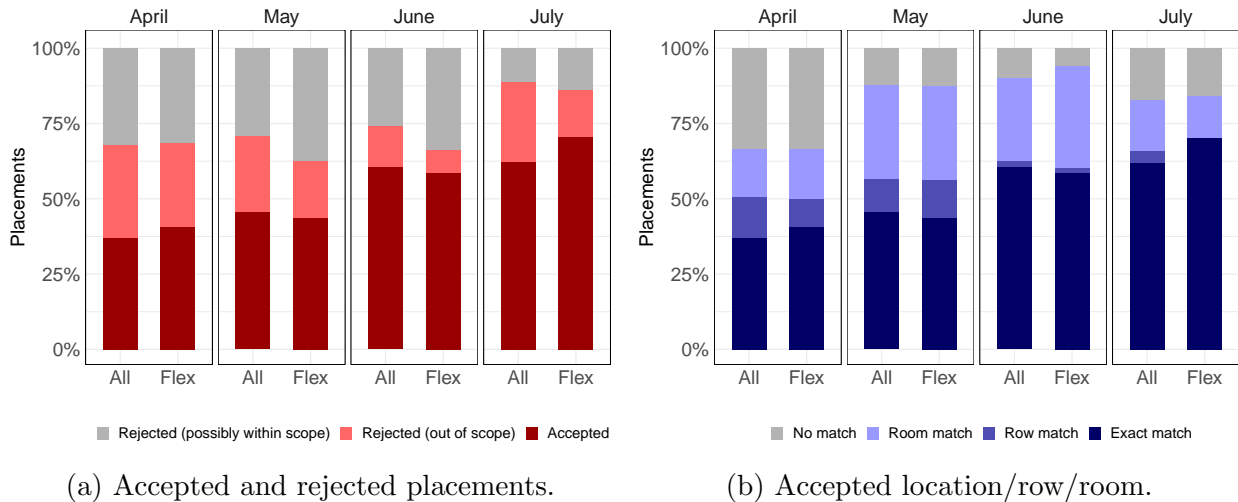 April May June July
100%
75%
50%
25%
0%
Placements
All Flex All Flex All Flex All Flex
Rejected (possibly within scope) Rejected (out of scope) Accepted
(a) Accepted and rejected placements.
April May June July
100%
75%
50%
25%
0%
Placements
All Flex All Flex All Flex All Flex
No match Room match Row match Exact match
(b) Accepted location/row/room.